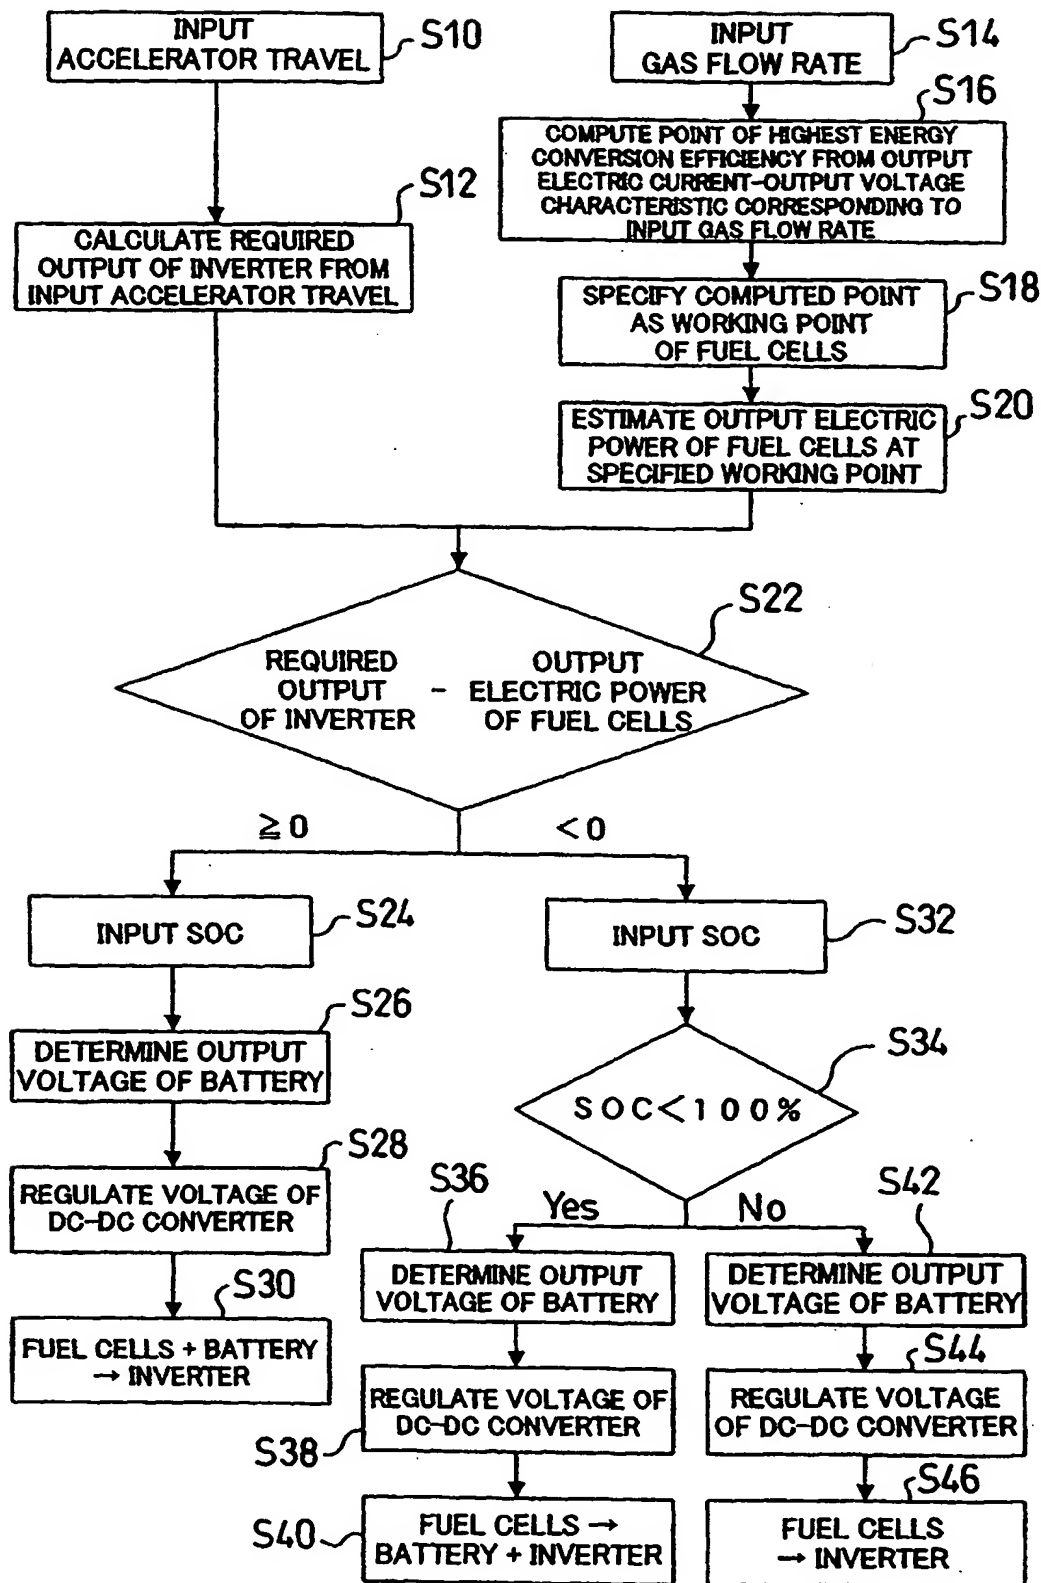 INPUT
ACCELERATOR TRAVEL
S10
INPUT
GAS FLOW RATE
S14
S16
COMPUTE POINT OF HIGHEST ENERGY
CONVERSION EFFICIENCY FROM OUTPUT
ELECTRIC CURRENT-OUTPUT VOLTAGE
CHARACTERISTIC CORRESPONDING TO
INPUT GAS FLOW RATE
S12
CALCULATE REQUIRED
OUTPUT OF INVERTER FROM
INPUT ACCELERATOR TRAVEL
SPECIFY COMPUTED POINT
AS WORKING POINT
OF FUEL CELLS
S18
ESTIMATE OUTPUT ELECTRIC
POWER OF FUEL CELLS AT
SPECIFIED WORKING POINT
S20
S22
REQUIRED
OUTPUT
OF INVERTER
-
OUTPUT
ELECTRIC POWER
OF FUEL CELLS
≧0
<0
INPUT SOC
S24
INPUT SOC
S32
S26
DETERMINE OUTPUT
VOLTAGE OF BATTERY
S34
SOC<100%
S28
REGULATE VOLTAGE OF
DC-DC CONVERTER
Yes
No
S36
S42
DETERMINE OUTPUT
VOLTAGE OF BATTERY
DETERMINE OUTPUT
VOLTAGE OF BATTERY
S30
FUEL CELLS + BATTERY
→ INVERTER
S38
REGULATE VOLTAGE OF
DC-DC CONVERTER
S44
REGULATE VOLTAGE
OF DC-DC CONVERTER
S40
FUEL CELLS →
BATTERY + INVERTER
S46
FUEL CELLS
→ INVERTER